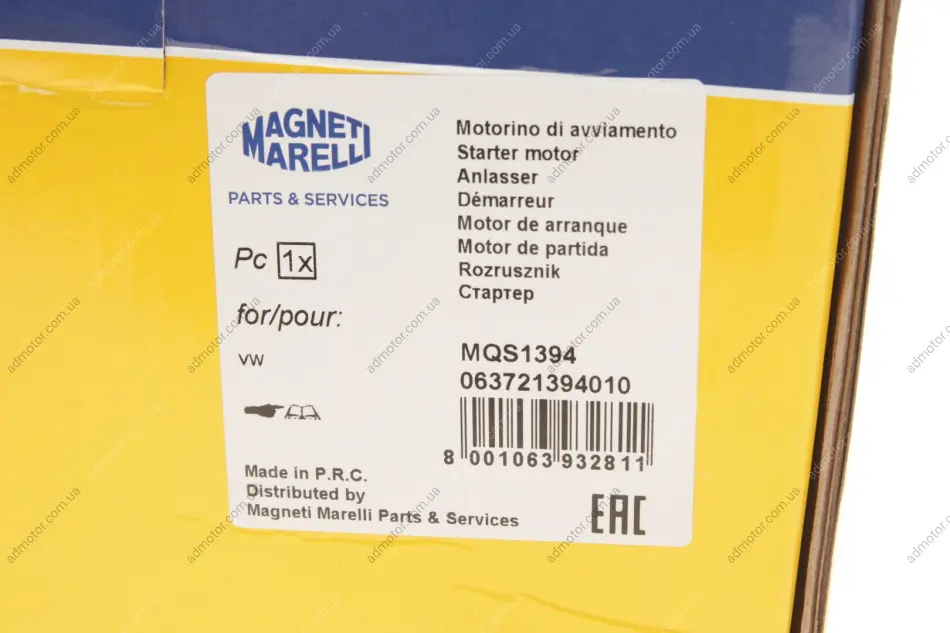 MAGNETI
MARELLI
PARTS & SERVICES
Pc 1x
for/pour:
VW
Motorino di avviamento
Starter motor
Anlasser
Démarreur
Motor de arranque
Motor de partida
Rozrusznik
Стартер
MQS1394
063721394010
8 001063 932811
Made in P.R.C.
Distributed by
Magneti Marelli Parts & Services
EAC
admotor.com.ua